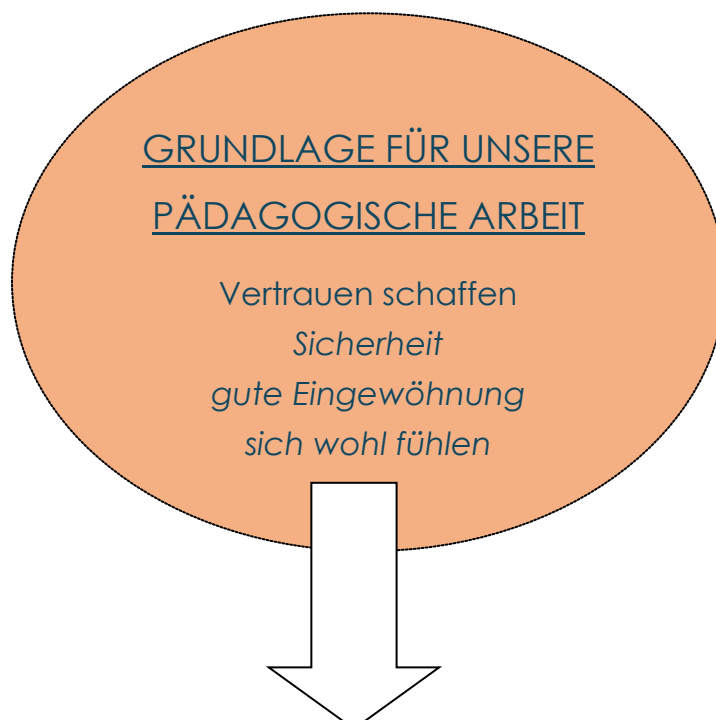 GRUNDLAGE FÜR UNSERE
PÄDAGOGISCHE ARBEIT
Vertrauen schaffen
Sicherheit
gute Eingewöhnung
sich wohl fühlen